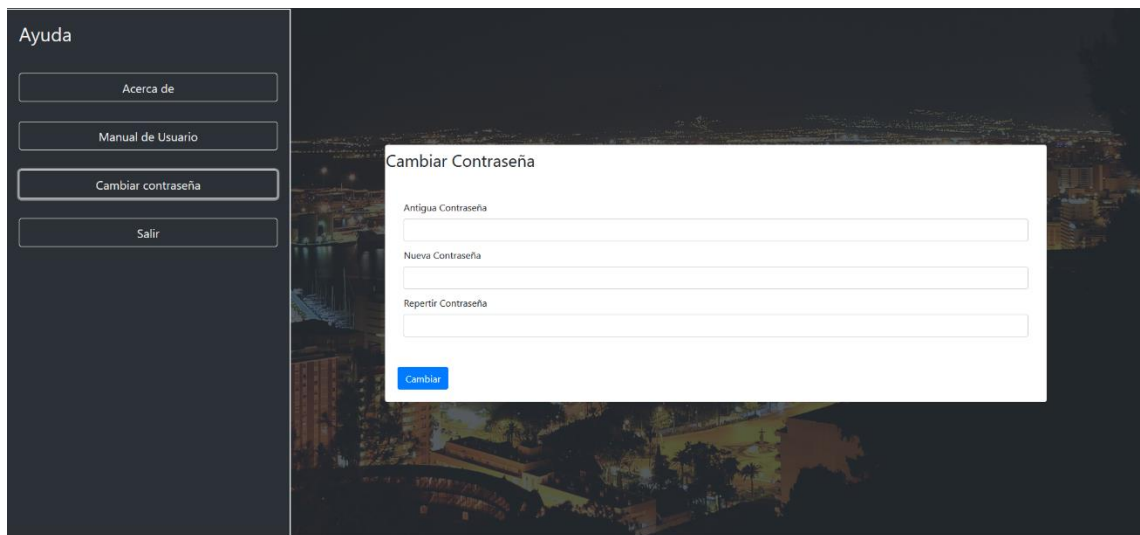 Ayuda
Acerca de
Manual de Usuario
Cambiar contraseña
Salir
Cambiar Contraseña
Antigua Contraseña
Nueva Contraseña
Repertir Contraseña
Cambiar